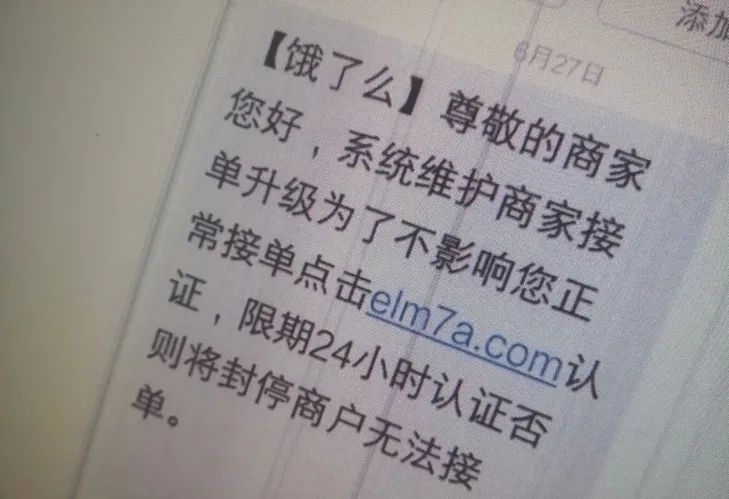 添加
6月27日
【饿了么】尊敬的商家
您好，系统维护商家接
单升级为了不影响您正
常接单点击elm7a.com认
证，限期24小时认证否
则将封停商户无法接
单。